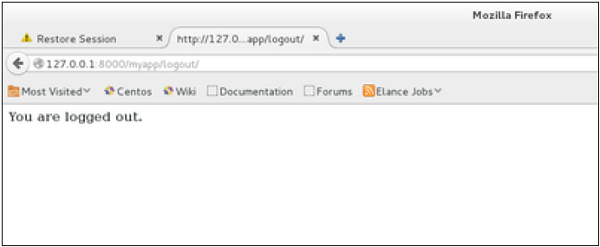 Mozilla Firefox
Restore Session × http://127.0...app/logout/ ×
127.0.0.1:8000/myapp/logout/
Most Visited Centos Wiki Documentation Forums Elance Jobs
You are logged out.